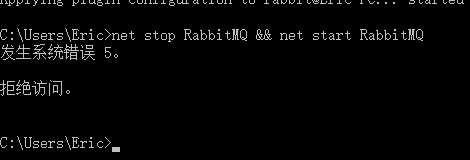 Applying plugin configuration to rabbit@Eric-PC... started
C:\Users\Eric>net stop RabbitMQ && net start RabbitMQ
发生系统错误 5。
拒绝访问。
C:\Users\Eric>